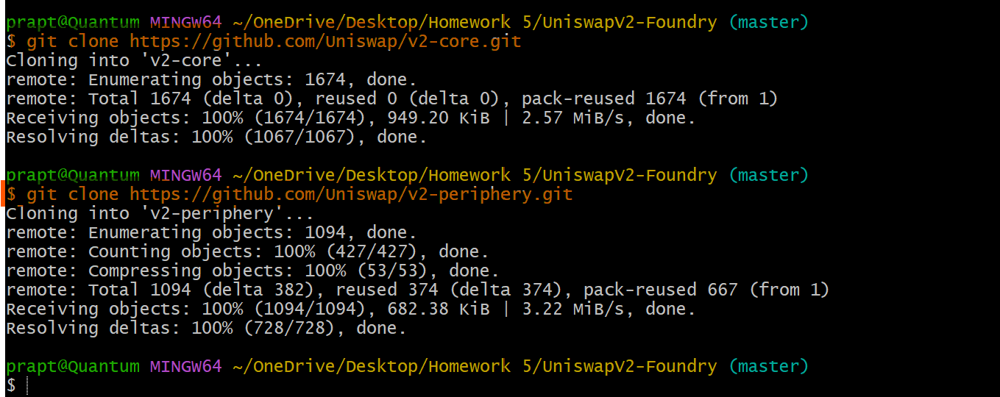 prapt@Quantum MINGW64 ~/OneDrive/Desktop/Homework 5/UniswapV2-Foundry (master)
$ git clone https://github.com/Uniswap/v2-core.git
Cloning into 'v2-core'...
remote: Enumerating objects: 1674, done.
remote: Total 1674 (delta 0), reused 0 (delta 0), pack-reused 1674 (from 1)
Receiving objects: 100% (1674/1674), 949.20 KiB | 2.57 MiB/s, done.
Resolving deltas: 100% (1067/1067), done.
prapt@Quantum MINGW64 ~/OneDrive/Desktop/Homework 5/UniswapV2-Foundry (master)
$ git clone https://github.com/Uniswap/v2-periphery.git
Cloning into 'v2-periphery'...
remote: Enumerating objects: 1094, done.
remote: Counting objects: 100% (427/427), done.
remote: Compressing objects: 100% (53/53), done.
remote: Total 1094 (delta 382), reused 374 (delta 374), pack-reused 667 (from 1)
Receiving objects: 100% (1094/1094), 682.38 KiB | 3.22 MiB/s, done.
Resolving deltas: 100% (728/728), done.
prapt@Quantum MINGW64 ~/OneDrive/Desktop/Homework 5/UniswapV2-Foundry (master)
$